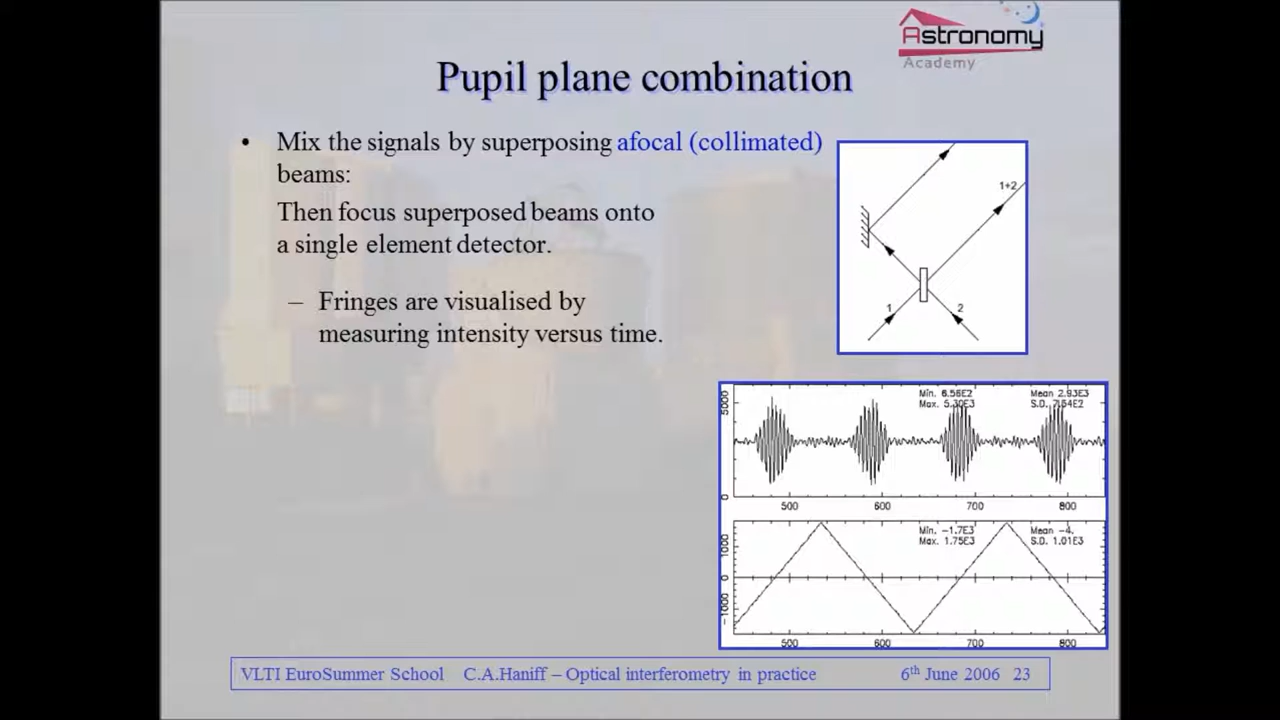 Astronomy
Academy
Pupil plane combination
• Mix the signals by superposing afocal (collimated)
beams:
Then focus superposed beams onto
a single element detector.
– Fringes are visualised by
measuring intensity versus time.
1+2
1
2
Min. 6.56E2 Mean 2.93E3
Max. 5.30E3 S.D. 7.64E2
5000
0
500 600 700 800
Min. -1.7E3 Mean -4.
Max. 1.75E3 S.D. 1.01E3
1000
0
-1000
500 600 700 800
VLTI EuroSummer School C.A.Haniff – Optical interferometry in practice 6th June 2006 23